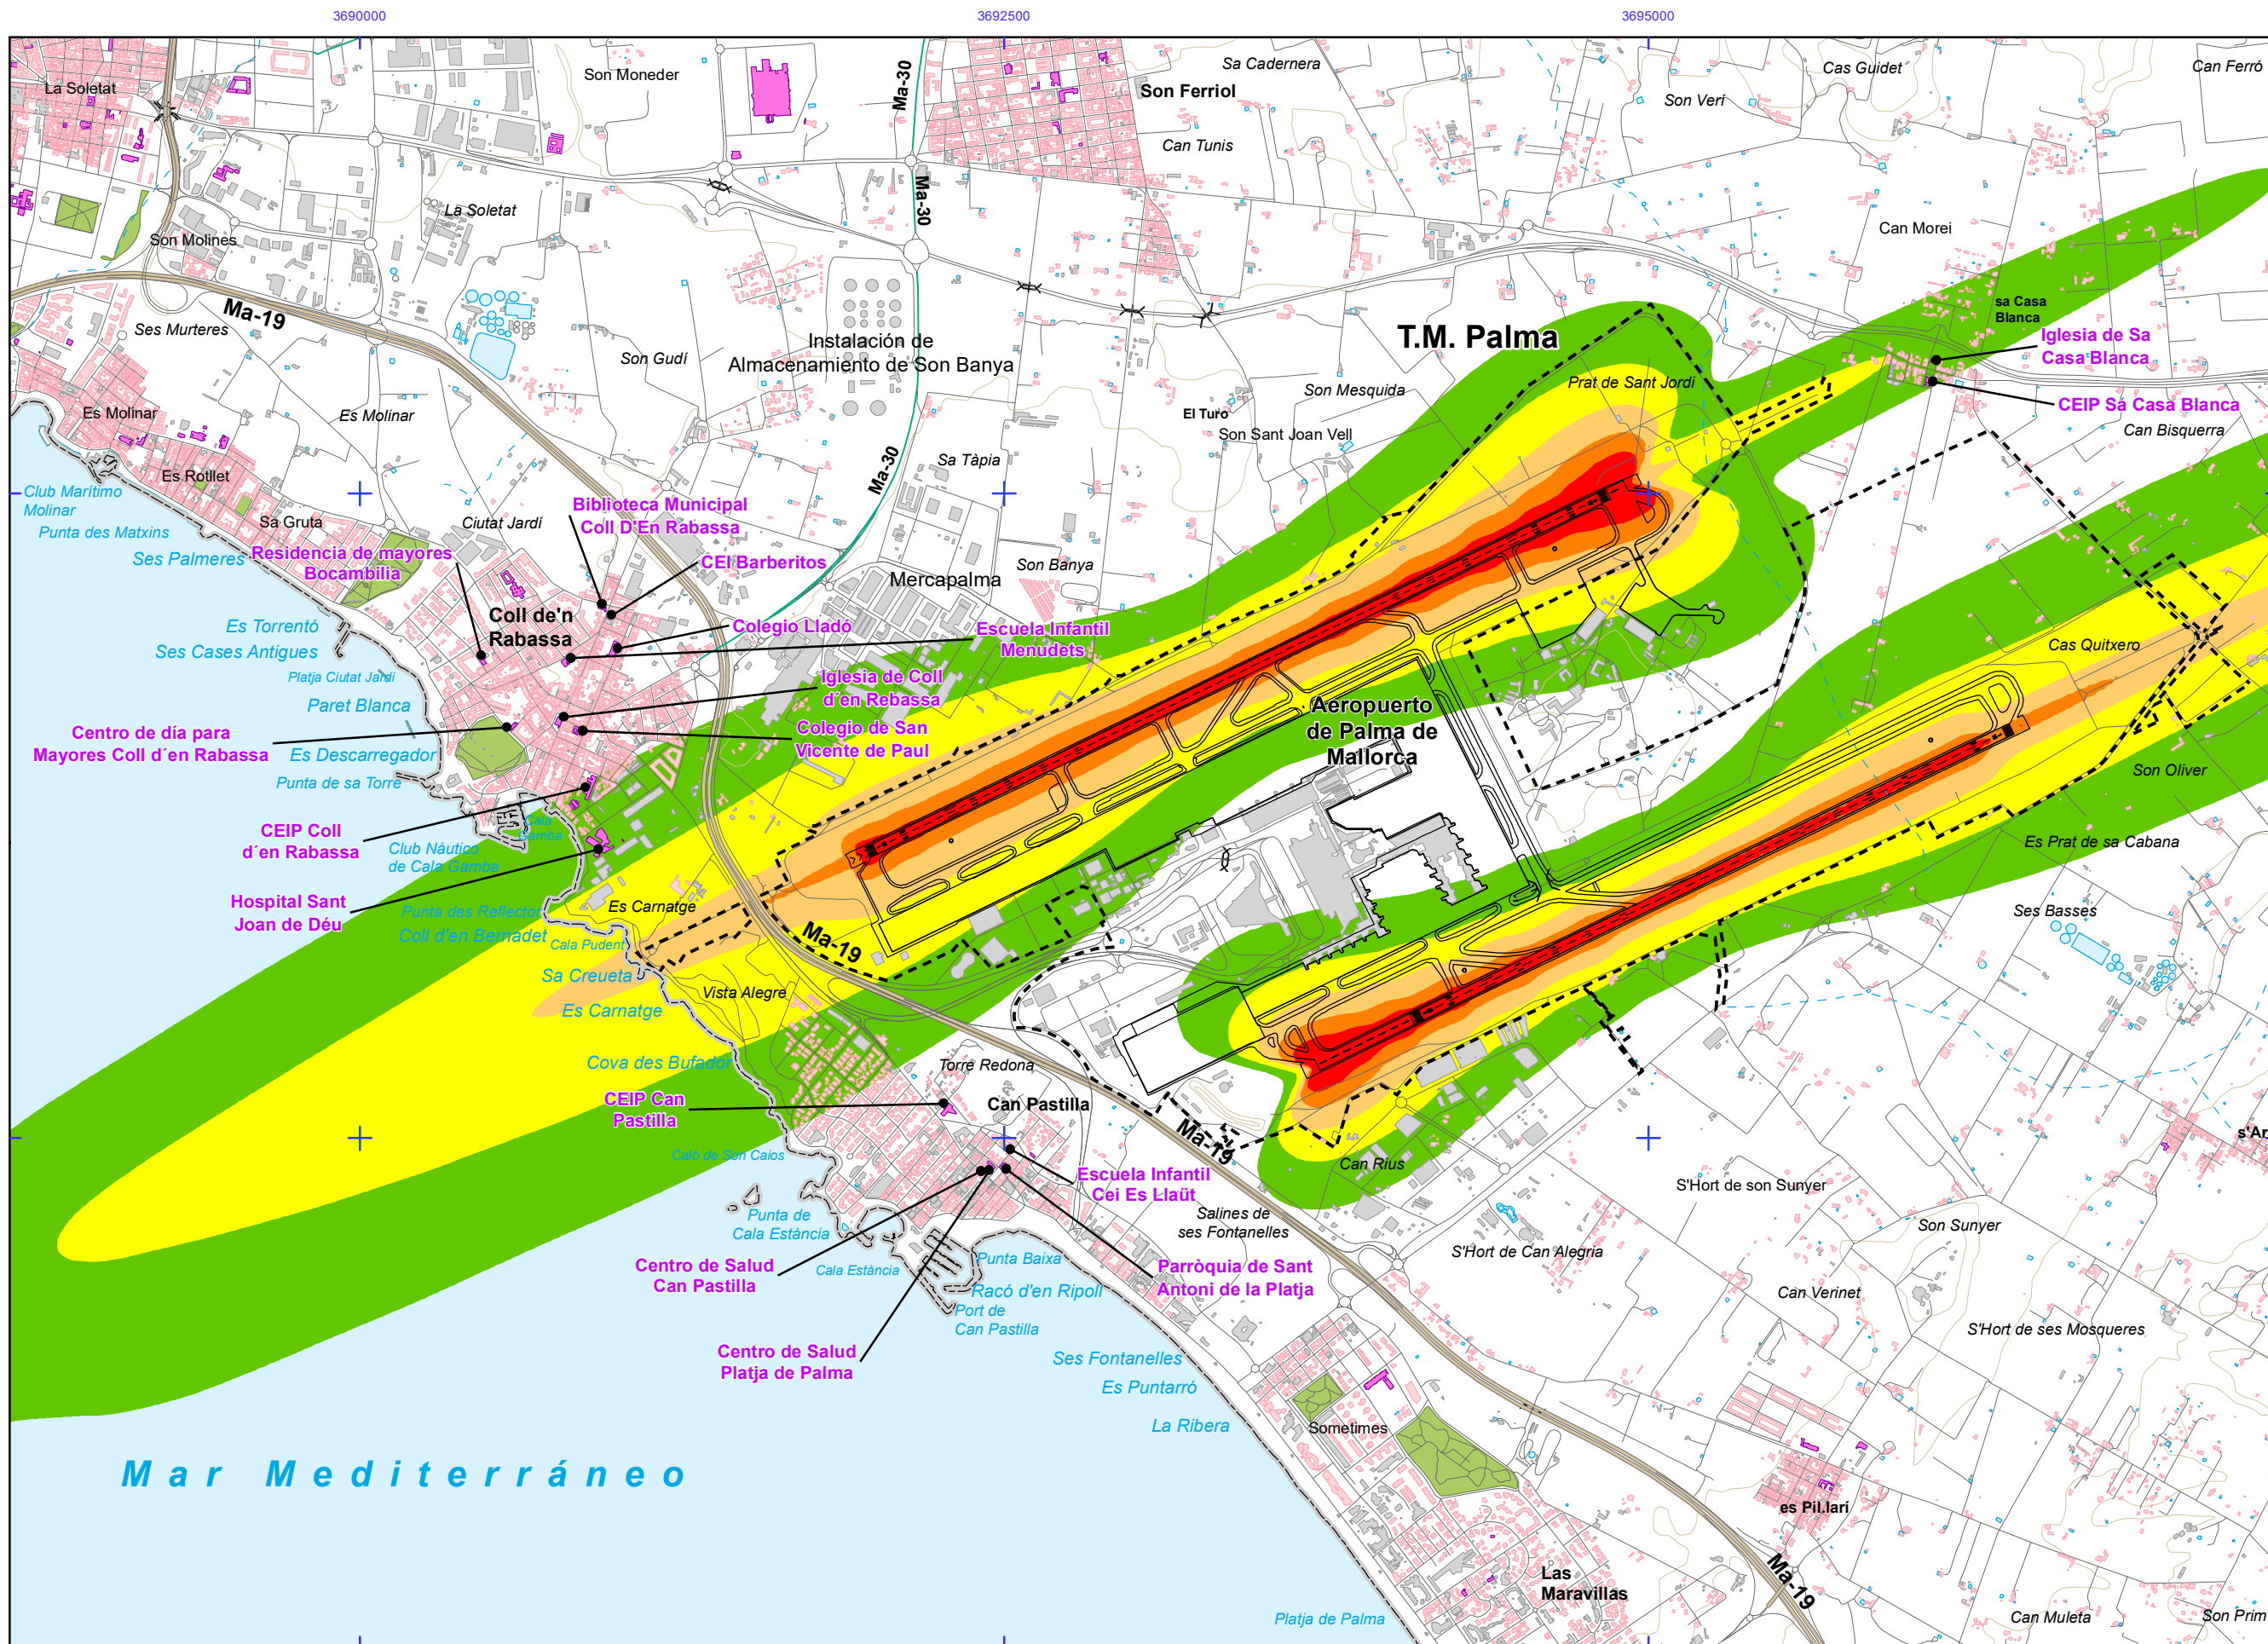 3690000
3692500
3695000
La Soletat
Son Moneder
Ma-30
Son Ferriol
Sa Cadernera
Cas Guidet
Can Ferró
Son Verí
Can Tunis
Ma-30
La Soletat
Son Molines
Can Morei
Ma-19
Ses Murteres
Son Gudí
Instalación de
Almacenamiento de Son Banya
T.M. Palma
sa Casa
Blanca
Iglesia de Sa
Casa Blanca
Prat de Sant Jordi
Son Mesquida
CEIP Sa Casa Blanca
Es Molinar
Es Molinar
El Turo
Son Sant Joan Vell
Can Bisquerra
Ma-30
Sa Tàpia
Es Rotllet
Club Marítimo
Molinar
Punta des Matxins
Sa Gruta
Ciutat Jardí
Biblioteca Municipal
Coll D'En Rabassa
Ses Palmeres
Residencia de mayores
Bocambilia
CEI Barberitos
Mercapalma
Son Banya
Coll de'n
Rabassa
Colegio Lladó
Escuela Infantil
Menudets
Es Torrentó
Ses Cases Antigues
Cas Quitxero
Platja Ciutat Jardi
Paret Blanca
Iglesia de Coll
d´en Rebassa
Aeropuerto
de Palma de
Mallorca
Centro de día para
Mayores Coll d´en Rabassa
Colegio de San
Vicente de Paul
Es Descarregador
Punta de sa Torre
Son Oliver
CEIP Coll
d´en Rabassa
Cala
Gamba
Club Náutico
de Cala Gamba
Es Prat de sa Cabana
Hospital Sant
Joan de Déu
Punta des Reflector
Coll d'en Bernadet
Es Carnatge
Cala Pudent
Ma-19
Ses Basses
Sa Creueta
Vista Alegre
Es Carnatge
Cova des Bufador
Torre Redona
CEIP Can
Pastilla
Can Pastilla
Ma-19
s'Ar
Caló de Son Caios
Can Rius
Escuela Infantil
Cei Es Llaüt
S'Hort de son Sunyer
Punta de
Cala Estància
Salines de
ses Fontanelles
Son Sunyer
Centro de Salud
Can Pastilla
Cala Estància
Punta Baixa
Parròquia de Sant
Antoni de la Platja
S'Hort de Can Alegria
Racó d'en Ripoll
Port de
Can Pastilla
Can Verinet
S'Hort de ses Mosqueres
Centro de Salud
Platja de Palma
Ses Fontanelles
Es Puntarró
La Ribera
Sometimes
Mar Mediterráneo
es Pil.larí
Las
Maravillas
Ma-19
Platja de Palma
Can Muleta
Son Prim